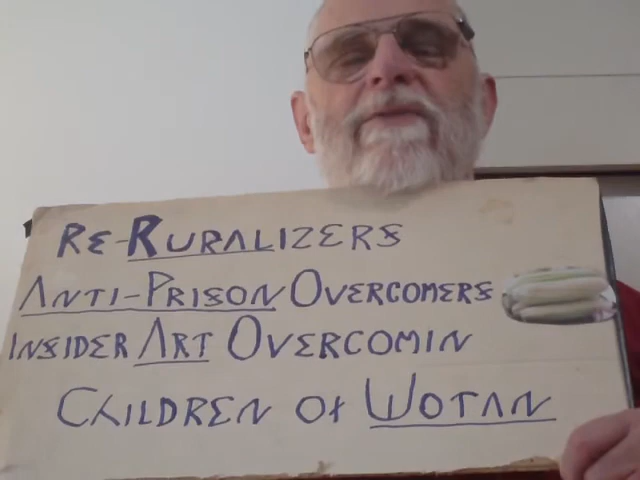 RE-RURALIZERS
ANTI-PRISON OVERCOMERS
INSIDER ART OVERCOMIN
CHILDREN Of WOTAN